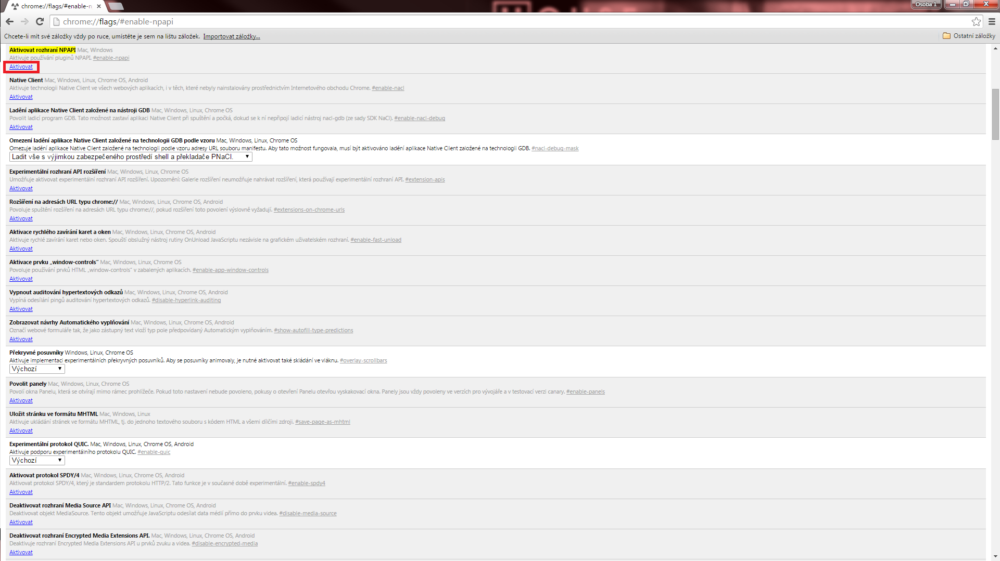 chrome://flags/#enable-n
Osoba 1
chrome://flags/#enable-npapi
Chcete-li mít své záložky vždy po ruce, umístěte je sem na lištu záložek. Importovat záložky...
Ostatní záložky
Aktivovat rozhraní NPAPI Mac, Windows
Aktivuje používání pluginů NPAPI. #enable-npapi
Aktivovat
Native Client Mac, Windows, Linux, Chrome OS, Android
Aktivuje technologii Native Client ve všech webových aplikacích, i v těch, které nebyly nainstalovány prostřednictvím Internetového obchodu Chrome. #enable-nacl
Aktivovat
Ladění aplikace Native Client založené na nástroji GDB Mac, Windows, Linux, Chrome OS
Povolit ladicí program GDB. Tato možnost zastaví aplikaci Native Client při spuštění a počká, dokud se k ní nepřipojí ladicí nástroj nacl-gdb (ze sady SDK NaCl). #enable-nacl-debug
Aktivovat
Omezení ladění aplikace Native Client založené na technologii GDB podle vzoru Mac, Windows, Linux, Chrome OS
Omezuje ladění aplikace Native Client založené na technologii podle vzoru adresy URL souboru manifestu. Aby tato možnost fungovala, musí být aktivováno ladění aplikace Native Client založené na technologii GDB. #nacl-debug-mask
Ladit vše s výjimkou zabezpečeného prostředí shell a překladače PNaCl.
Experimentální rozhraní API rozšíření Mac, Windows, Linux, Chrome OS
Umožňuje aktivovat experimentální rozhraní API rozšíření. Upozornění: Galerie rozšíření neumožňuje nahrávat rozšíření, která používají experimentální rozhraní API. #extension-apis
Aktivovat
Rozšíření na adresách URL typu chrome:// Mac, Windows, Linux, Chrome OS, Android
Povoluje spuštění rozšíření na adresách URL typu chrome://, pokud rozšíření toto povolení výslovně vyžadují. #extensions-on-chrome-urls
Aktivovat
Aktivace rychlého zavírání karet a oken Mac, Windows, Linux, Chrome OS, Android
Aktivuje rychlé zavírání karet nebo oken. Spouští obslužný nástroj rutiny OnUnload JavaScriptu nezávisle na grafickém uživatelském rozhraní. #enable-fast-unload
Aktivovat
Aktivace prvku „window-controls“ Mac, Windows, Linux, Chrome OS
Povoluje používání prvků HTML „window-controls“ v zabalených aplikacích. #enable-app-window-controls
Aktivovat
Vypnout auditování hypertextových odkazů Mac, Windows, Linux, Chrome OS, Android
Vypíná odesílání pingů auditování hypertextových odkazů. #disable-hyperlink-auditing
Aktivovat
Zobrazovat návrhy Automatického vyplňování Mac, Windows, Linux, Chrome OS, Android
Označí webové formuláře tak, že jako zástupný text vloží typ pole předpovídaný Automatickým vyplňováním. #show-autofill-type-predictions
Aktivovat
Překryvné posuvníky Windows, Linux, Chrome OS
Aktivuje implementaci experimentálních překryvných posuvníků. Aby se posuvníky animovaly, je nutné aktivovat také skládání ve vláknu. #overlay-scrollbars
Výchozí
Povolit panely Mac, Windows, Linux, Chrome OS
Povolí okna Panelu, která se otvírají mimo rámec prohlížeče. Pokud toto nastavení nebude povoleno, pokusy o otevření Panelu otevřou vyskakovací okna. Panely jsou vždy povoleny ve verzích pro vývojáře a v testovací verzi canary. #enable-panels
Aktivovat
Uložit stránku ve formátu MHTML Mac, Windows, Linux
Aktivuje ukládání stránek ve formátu MHTML, tj. do jednoho textového souboru s kódem HTML a všemi dílčími zdroji. #save-page-as-mhtml
Aktivovat
Experimentální protokol QUIC. Mac, Windows, Linux, Chrome OS, Android
Aktivuje podporu experimentálního protokolu QUIC. #enable-quic
Výchozí
Aktivovat protokol SPDY/4 Mac, Windows, Linux, Chrome OS, Android
Aktivovat protokol SPDY/4, který je standardem protokolu HTTP/2. Tato funkce je v současné době experimentální. #enable-spdy4
Aktivovat
Deaktivovat rozhraní Media Source API Mac, Windows, Linux, Chrome OS, Android
Deaktivovat objekt MediaSource. Tento objekt umožňuje JavaScriptu odesílat data médií přímo do prvku videa. #disable-media-source
Aktivovat
Deaktivovat rozhraní Encrypted Media Extensions API. Mac, Windows, Linux, Chrome OS, Android
Deaktivuje rozhraní Encrypted Media Extensions API u prvků zvuku a videa. #disable-encrypted-media
Aktivovat